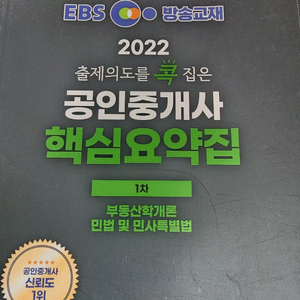 EBS 방송교재
2022
출제의도를 콕 집은
공인중개사
핵심요약집
1차
부동산학개론
민법 및 민사특별법
공인중개사
신뢰도
1위